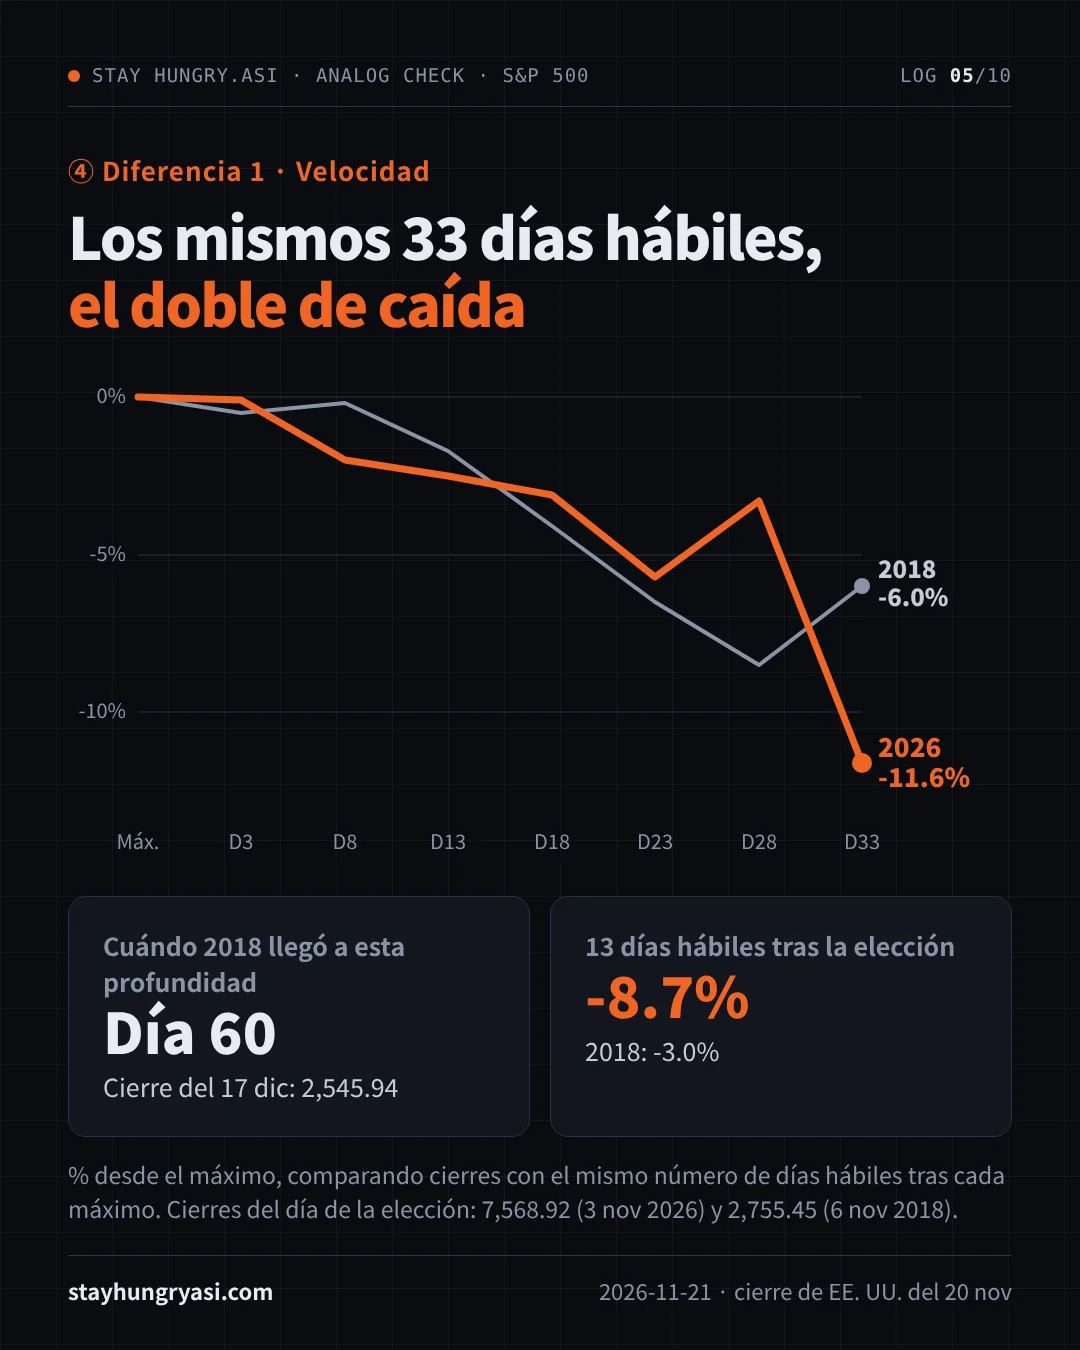 STAY HUNGRY.ASI · ANALOG CHECK · S&P 500
LOG 05/10
④ Diferencia 1 · Velocidad
Los mismos 33 días hábiles,
el doble de caída
0%
-5%
-10%
2018
-6.0%
2026
-11.6%
Máx.
D3
D8
D13
D18
D23
D28
D33
Cuándo 2018 llegó a esta
profundidad
Día 60
Cierre del 17 dic: 2,545.94
13 días hábiles tras la elección
-8.7%
2018: -3.0%
% desde el máximo, comparando cierres con el mismo número de días hábiles tras cada
máximo. Cierres del día de la elección: 7,568.92 (3 nov 2026) y 2,755.45 (6 nov 2018).
stayhungryasi.com
2026-11-21 · cierre de EE. UU. del 20 nov